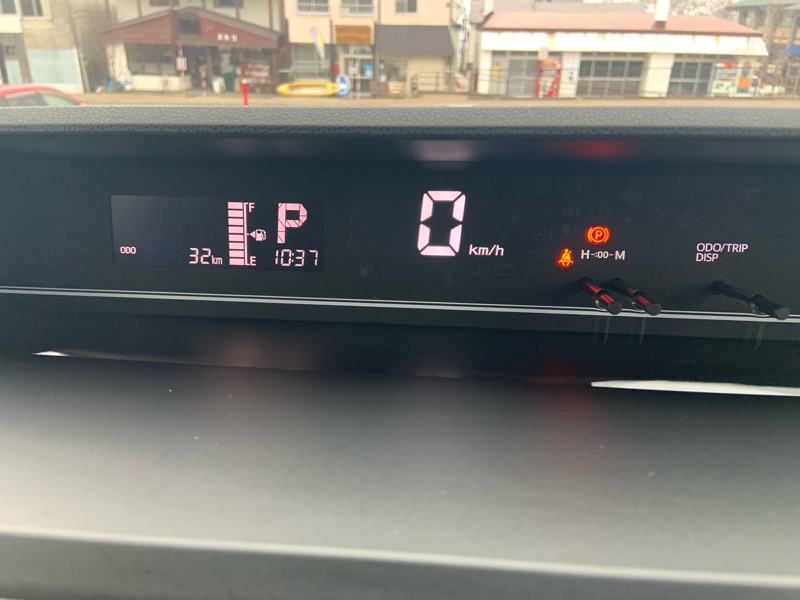 F
P
ODO
32km
E
10:37
0
km/h
P
H-:00-M
ODO/TRIP
DISP